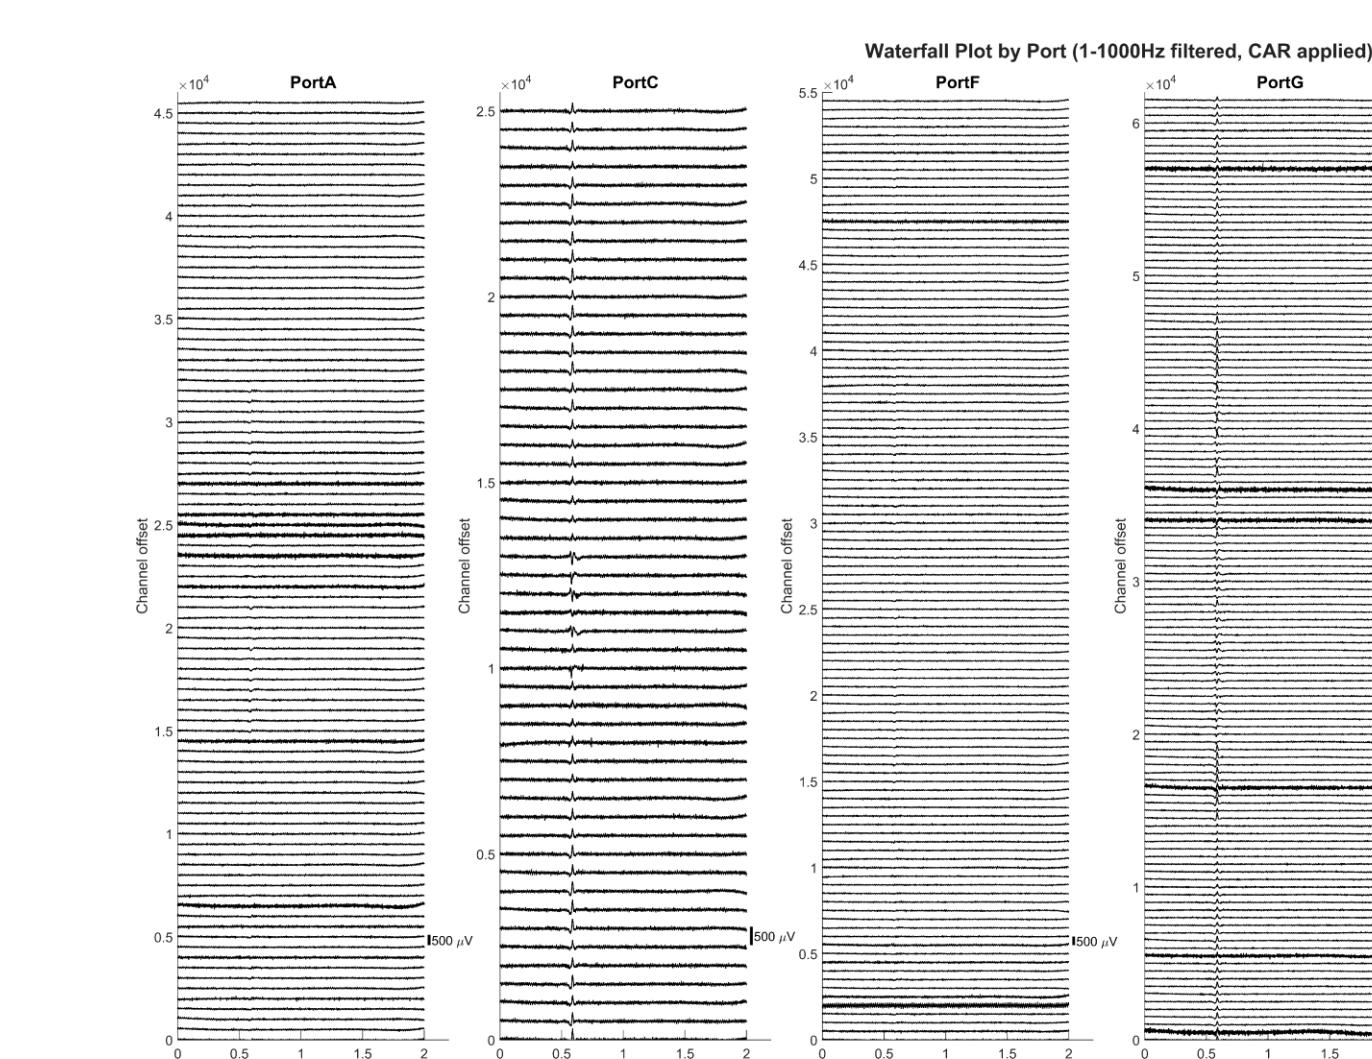 Waterfall Plot by Port (1-1000Hz filtered, CAR applied)
×10⁴ PortA
4.5
4
3.5
3
2.5
2
1.5
1
0.5
0
Channel offset
500 μV
0 0.5 1 1.5 2
×10⁴ PortC
2.5
2
1.5
1
0.5
0
Channel offset
500 μV
0 0.5 1 1.5 2
×10⁴ PortF
5.5
5
4.5
4
3.5
3
2.5
2
1.5
1
0.5
0
Channel offset
500 μV
0 0.5 1 1.5 2
×10⁴ PortG
6
5
4
3
2
1
0
Channel offset
0 0.5 1 1.5